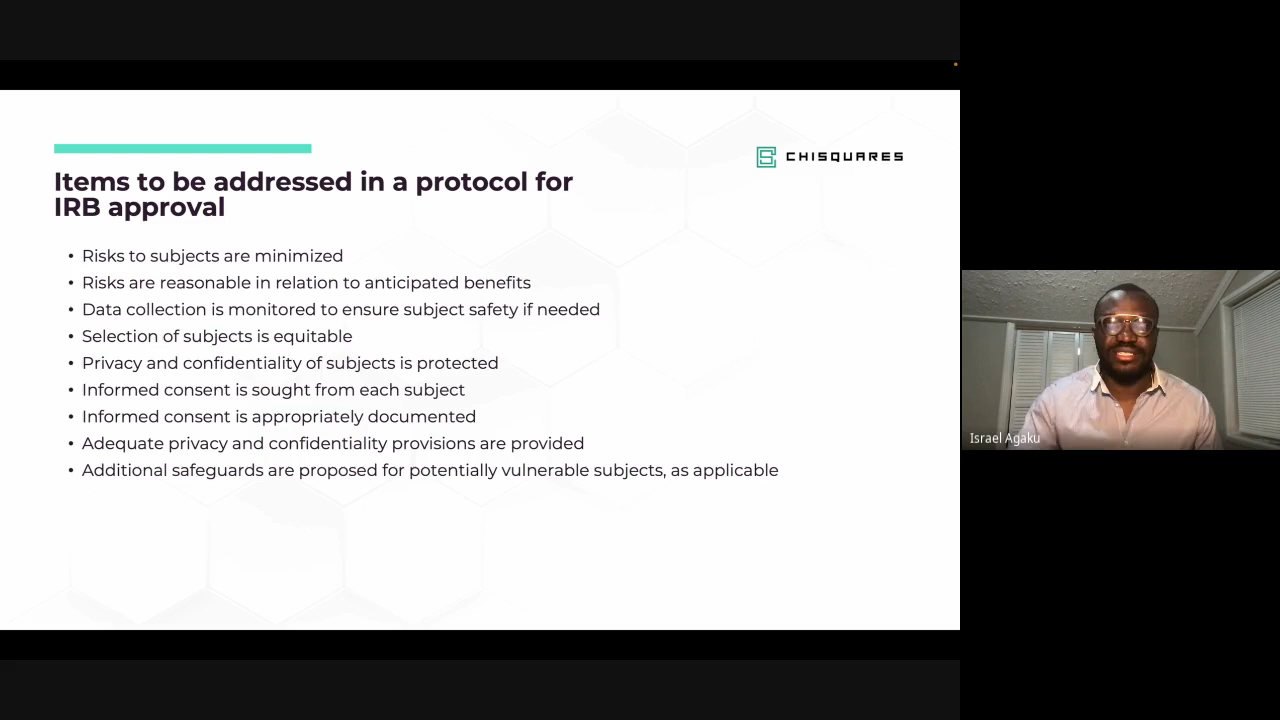 CHISQUARES
Items to be addressed in a protocol for
IRB approval
• Risks to subjects are minimized
• Risks are reasonable in relation to anticipated benefits
• Data collection is monitored to ensure subject safety if needed
• Selection of subjects is equitable
• Privacy and confidentiality of subjects is protected
• Informed consent is sought from each subject
• Informed consent is appropriately documented
• Adequate privacy and confidentiality provisions are provided
• Additional safeguards are proposed for potentially vulnerable subjects, as applicable
Israel Agaku